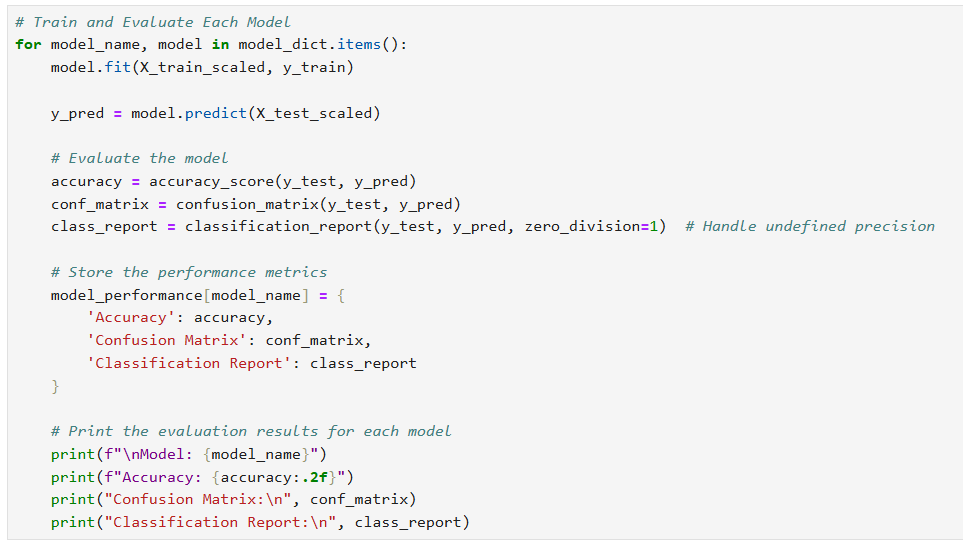 # Train and Evaluate Each Model
for model_name, model in model_dict.items():
    model.fit(X_train_scaled, y_train)

    y_pred = model.predict(X_test_scaled)

    # Evaluate the model
    accuracy = accuracy_score(y_test, y_pred)
    conf_matrix = confusion_matrix(y_test, y_pred)
    class_report = classification_report(y_test, y_pred, zero_division=1)  # Handle undefined precision

    # Store the performance metrics
    model_performance[model_name] = {
        'Accuracy': accuracy,
        'Confusion Matrix': conf_matrix,
        'Classification Report': class_report
    }

    # Print the evaluation results for each model
    print(f"\nModel: {model_name}")
    print(f"Accuracy: {accuracy:.2f}")
    print("Confusion Matrix:\n", conf_matrix)
    print("Classification Report:\n", class_report)